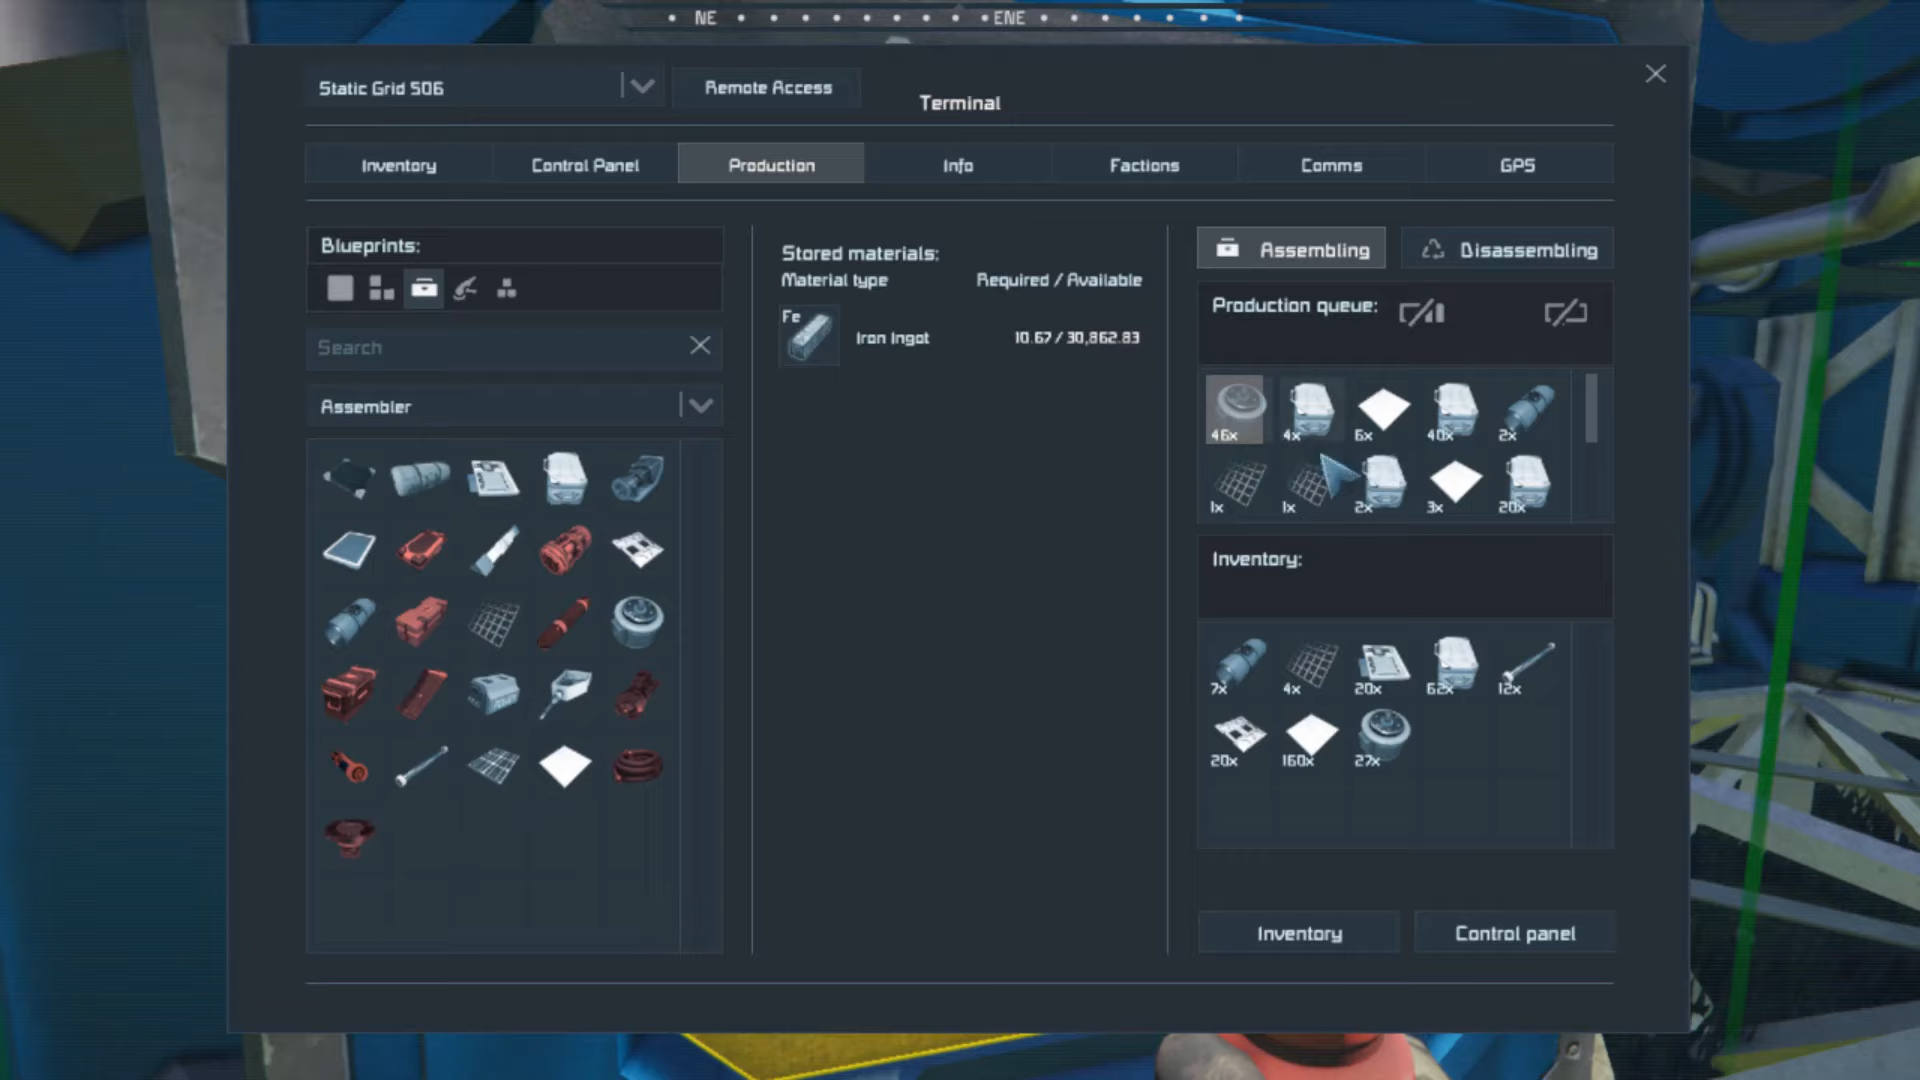 NE ENE
Static Grid 506
Remote Access
Terminal
Inventory Control Panel Production Info Factions Comms GPS
Blueprints:
Search
Assembler
Stored materials:
Material type Required / Available
Fe
Iron Ingot 10.67 / 30,862.83
Assembling Disassembling
Production queue:
46x 4x 6x 40x 2x
1x 1x 2x 3x 20x
Inventory:
7x 4x 20x 62x 12x
20x 160x 27x
Inventory Control panel